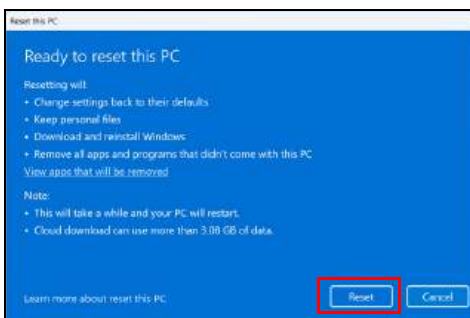 Reset this PC
Ready to reset this PC
Resetting will:
• Change settings back to their defaults
• Keep personal files
• Download and reinstall Windows
• Remove all apps and programs that didn't come with this PC
View apps that will be removed
Note:
• This will take a while and your PC will restart.
• Cloud download can use more than 3.08 GB of data.
Learn more about reset this PC
Reset
Cancel